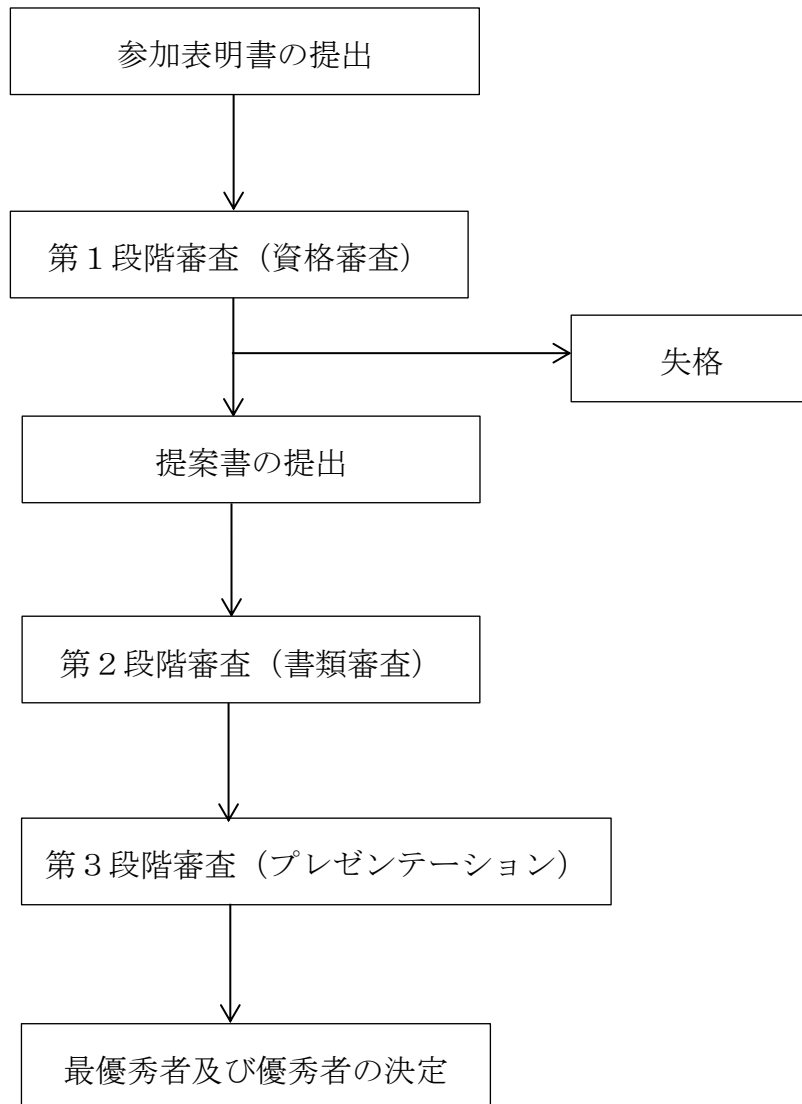 参加表明書の提出
第１段階審査（資格審査）
失格
提案書の提出
第２段階審査（書類審査）
第３段階審査（プレゼンテーション）
最優秀者及び優秀者の決定